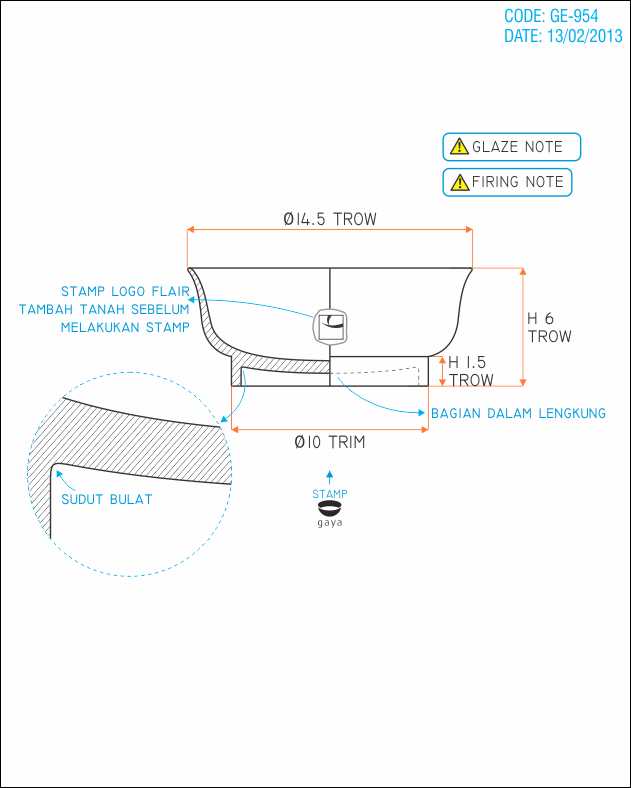 CODE: GE-954
DATE: 13/02/2013
GLAZE NOTE
FIRING NOTE
Ø14.5 TROW
STAMP LOGO FLAIR
TAMBAH TANAH SEBELUM
MELAKUKAN STAMP
H 6
TROW
H 1.5
TROW
BAGIAN DALAM LENGKUNG
Ø10 TRIM
SUDUT BULAT
STAMP
gaya